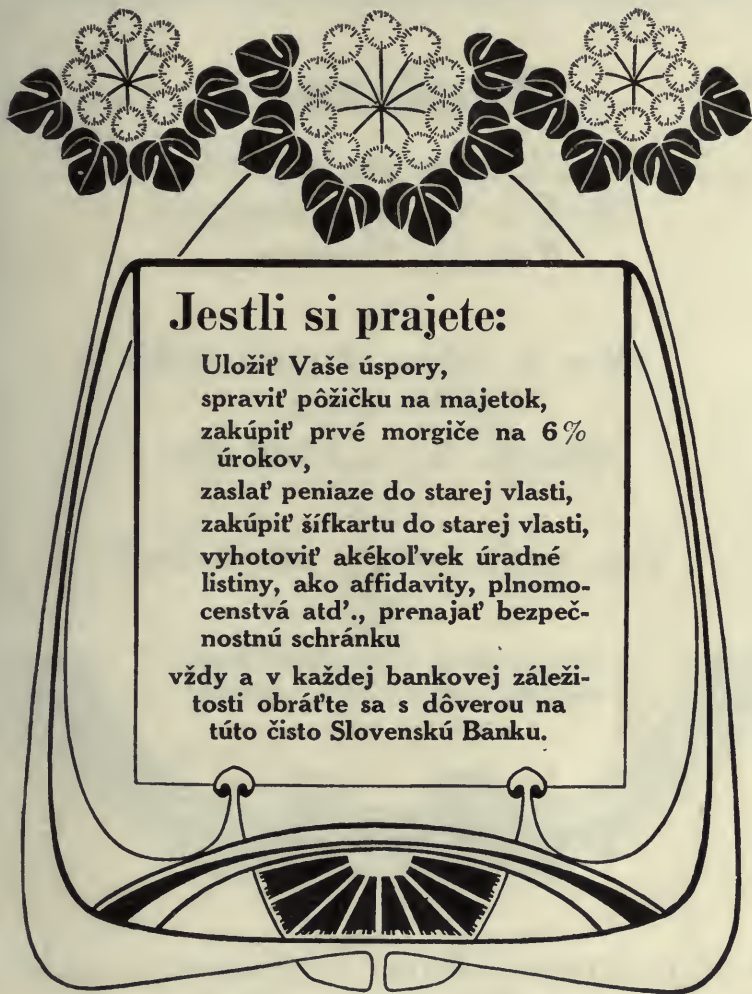 Jestli si prajete:
Uložiť Vaše úspory,
spraviť pôžičku na majetok,
zakúpiť prvé morgiče na 6%
úrokov,
zaslať peniaze do starej vlasti,
zakúpiť šífkartu do starej vlasti,
vyhotoviť akékoľvek úradné
listiny, ako affidavity, plnomo-
censtvá atď., prenajať bezpeč-
nostnú schránku
vždy a v každej bankovej záleži-
tosti obráťte sa s dôverou na
túto čisto Slovenskú Banku.